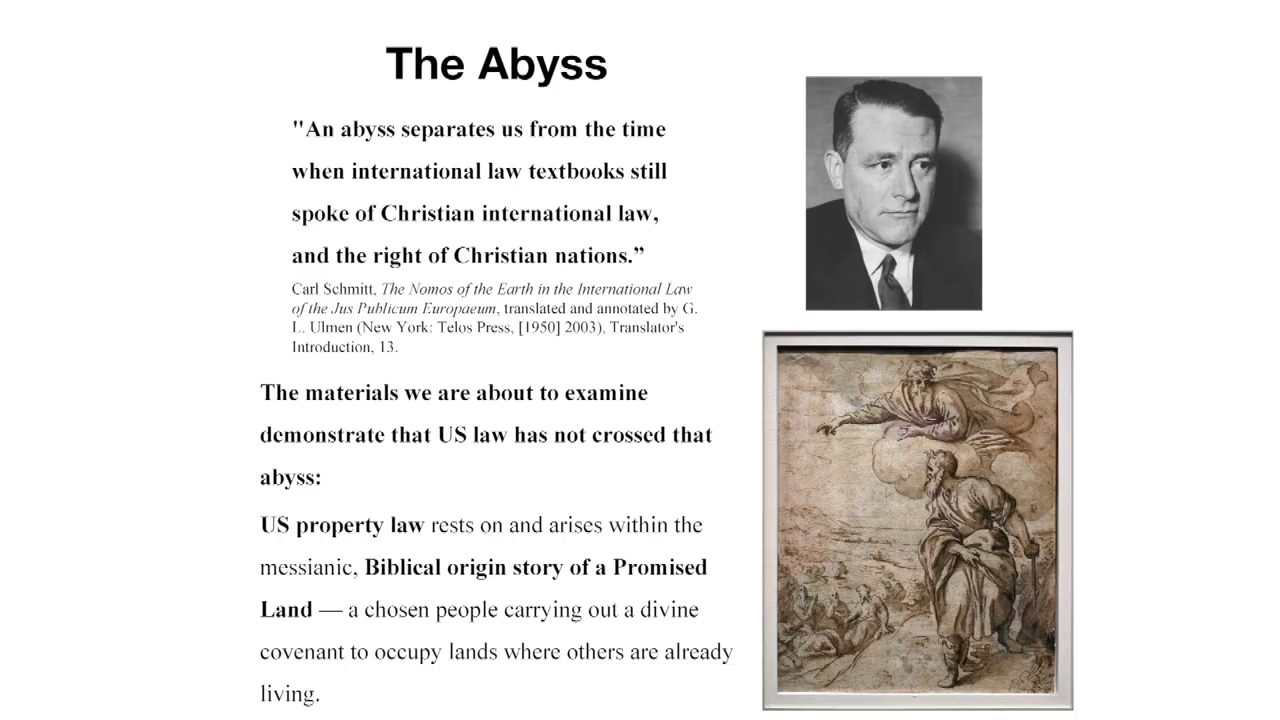 The Abyss
"An abyss separates us from the time
when international law textbooks still
spoke of Christian international law,
and the right of Christian nations.”
Carl Schmitt, The Nomos of the Earth in the International Law
of the Jus Publicum Europaeum, translated and annotated by G.
L. Ulmen (New York: Telos Press, [1950] 2003), Translator's
Introduction, 13.
The materials we are about to examine
demonstrate that US law has not crossed that
abyss:
US property law rests on and arises within the
messianic, Biblical origin story of a Promised
Land — a chosen people carrying out a divine
covenant to occupy lands where others are already
living.